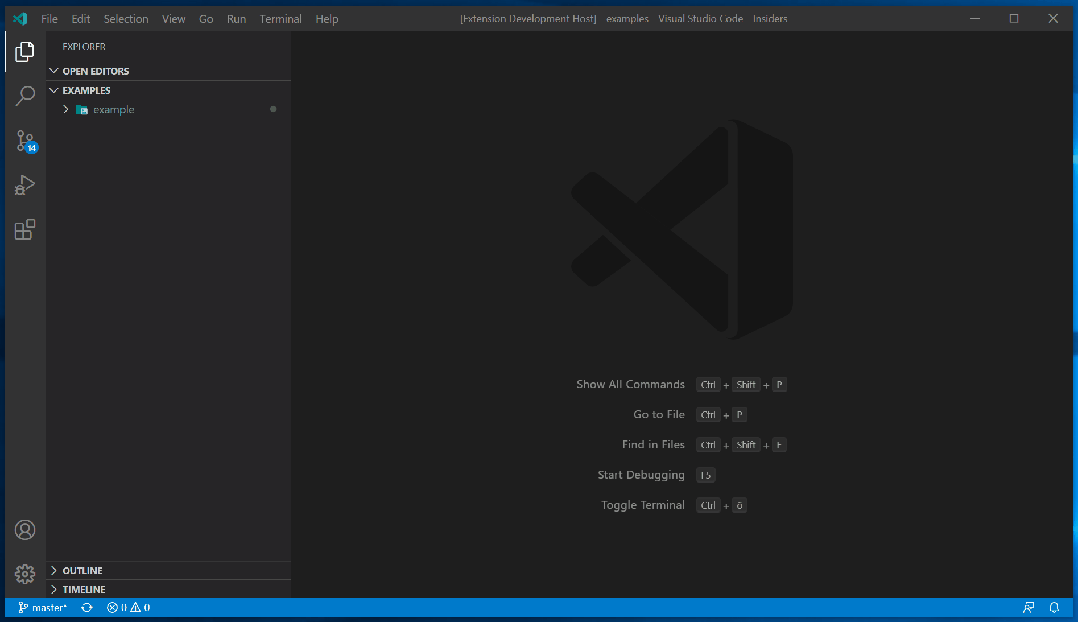 File Edit Selection View Go Run Terminal Help
[Extension Development Host] examples Visual Studio Code Insiders
EXPLORER
OPEN EDITORS
EXAMPLES
example
14
Show All Commands Ctrl + Shift + P
Go to File Ctrl + P
Find in Files Ctrl + Shift + F
Start Debugging F5
Toggle Terminal Ctrl + ö
OUTLINE
TIMELINE
master* 0 0